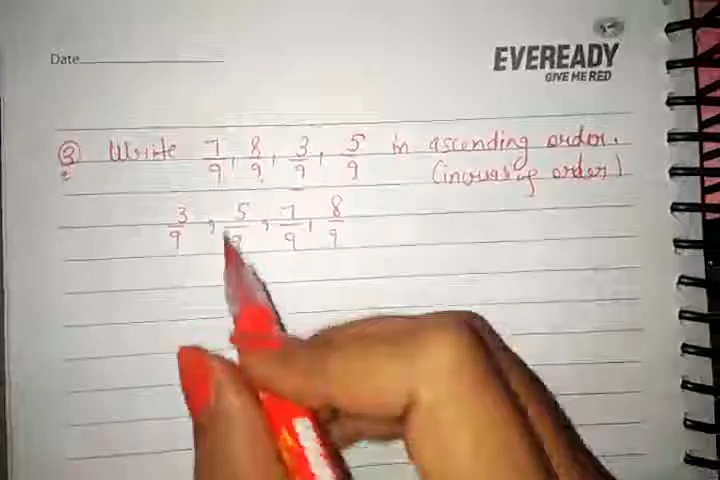 Date
EVEREADY
GIVE ME RED
Q Write 7/9, 8/9, 3/9, 5/9 in ascending order.
(increasing order)
3/9, 5/9, 7/9, 8/9